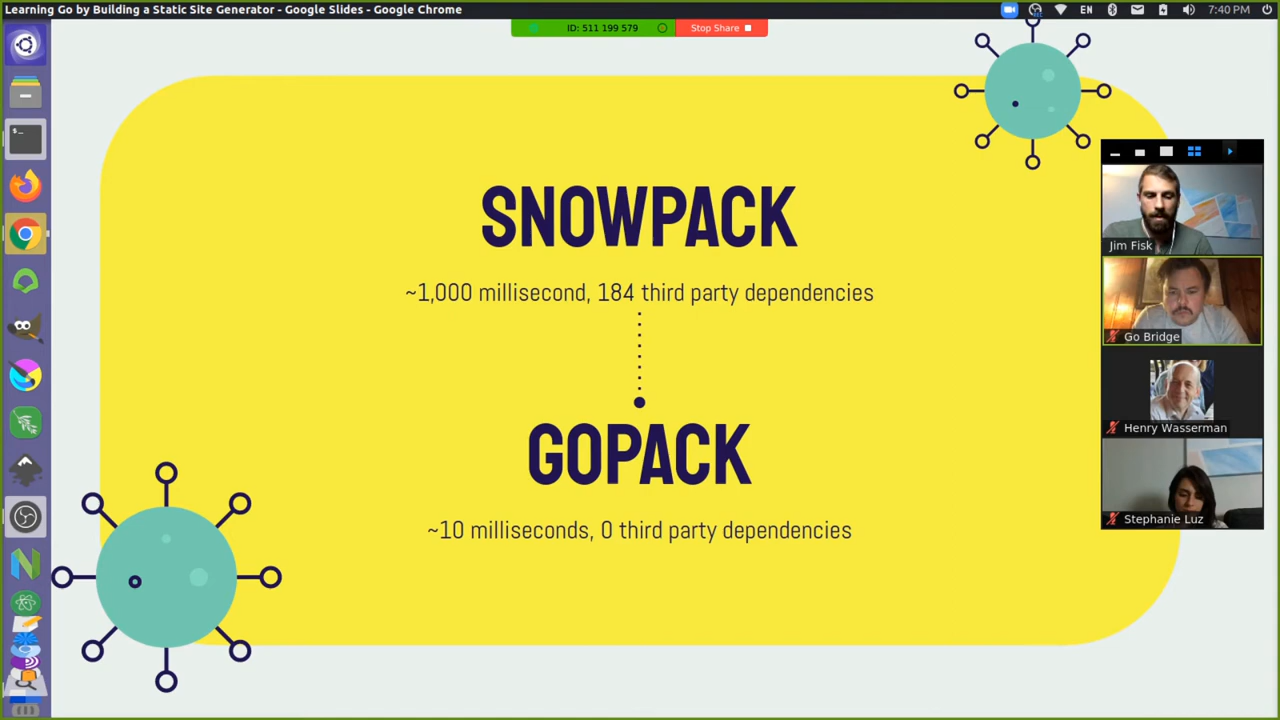 Learning Go by Building a Static Site Generator - Google Slides - Google Chrome
EN
7:40 PM
ID: 511 199 579
Stop Share
SNOWPACK
~1,000 millisecond, 184 third party dependencies
GOPACK
~10 milliseconds, 0 third party dependencies
Jim Fisk
Go Bridge
Henry Wasserman
Stephanie Luz